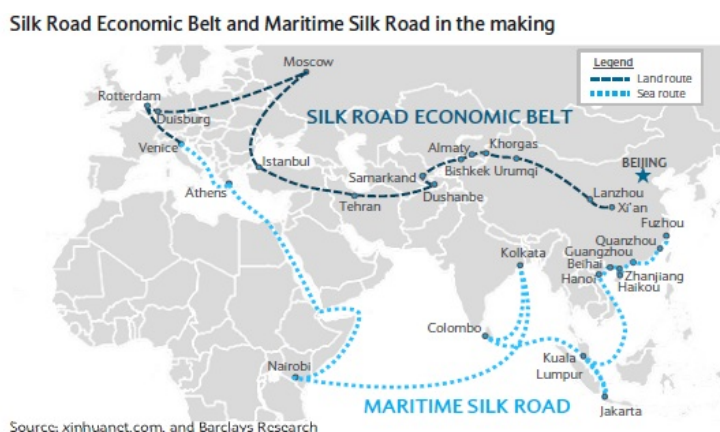 Silk Road Economic Belt and Maritime Silk Road in the making
Legend
Land route
Sea route
Moscow
Rotterdam
Duisburg
SILK ROAD ECONOMIC BELT
Venice
Almaty
Khorgas
Istanbul
Bishkek
Urumqi
BEIJING
Samarkand
Athens
Dushanbe
Lanzhou
Tehran
Xi'an
Fuzhou
Quanzhou
Kolkata
Guangzhou
Beihai
Hanoi
Zhanjiang
Haikou
Colombo
Nairobi
Kuala
Lumpur
MARITIME SILK ROAD
Jakarta
Source: xinhuanet.com, and Barclays Research